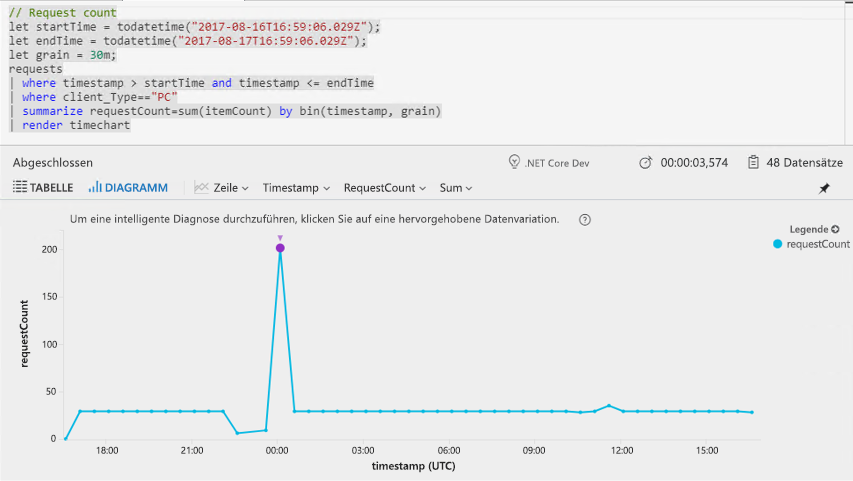 // Request count
let startTime = todatetime("2017-08-16T16:59:06.029Z");
let endTime = todatetime("2017-08-17T16:59:06.029Z");
let grain = 30m;
requests
| where timestamp > startTime and timestamp <= endTime
| where client_Type=="PC"
| summarize requestCount=sum(itemCount) by bin(timestamp, grain)
| render timechart
Abgeschlossen .NET Core Dev 00:00:03,574 48 Datensätze
TABELLE DIAGRAMM Zeile Timestamp RequestCount Sum
Um eine intelligente Diagnose durchzuführen, klicken Sie auf eine hervorgehobene Datenvariation. ?
Legende
requestCount
requestCount
200
150
100
50
0
18:00 21:00 00:00 03:00 06:00 09:00 12:00 15:00
timestamp (UTC)